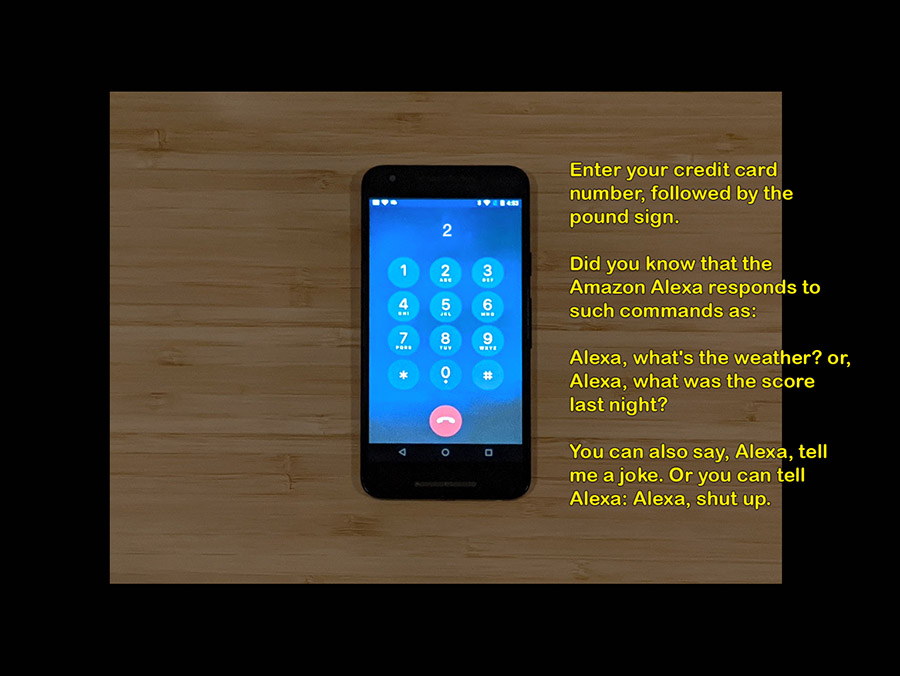 4:53
2
1 2 3
ABC DEF
4 5 6
GHI JKL MNO
7 8 9
PQRS TUV WXYZ
* 0 #
+
Enter your credit card
number, followed by the
pound sign.
Did you know that the
Amazon Alexa responds to
such commands as:
Alexa, what's the weather? or,
Alexa, what was the score
last night?
You can also say, Alexa, tell
me a joke. Or you can tell
Alexa: Alexa, shut up.